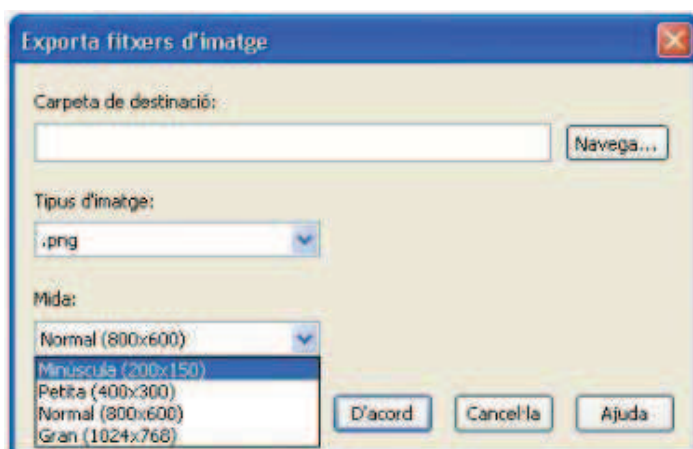 Exporta fitxers d'imatge
Carpeta de destinació:
Navega...
Tipus d'imatge:
.png
Mida:
Normal (800x600)
Minúscula (200x150)
Petita (400x300)
Normal (800x600)
Gran (1024x768)
D'acord Cancel·la Ajuda